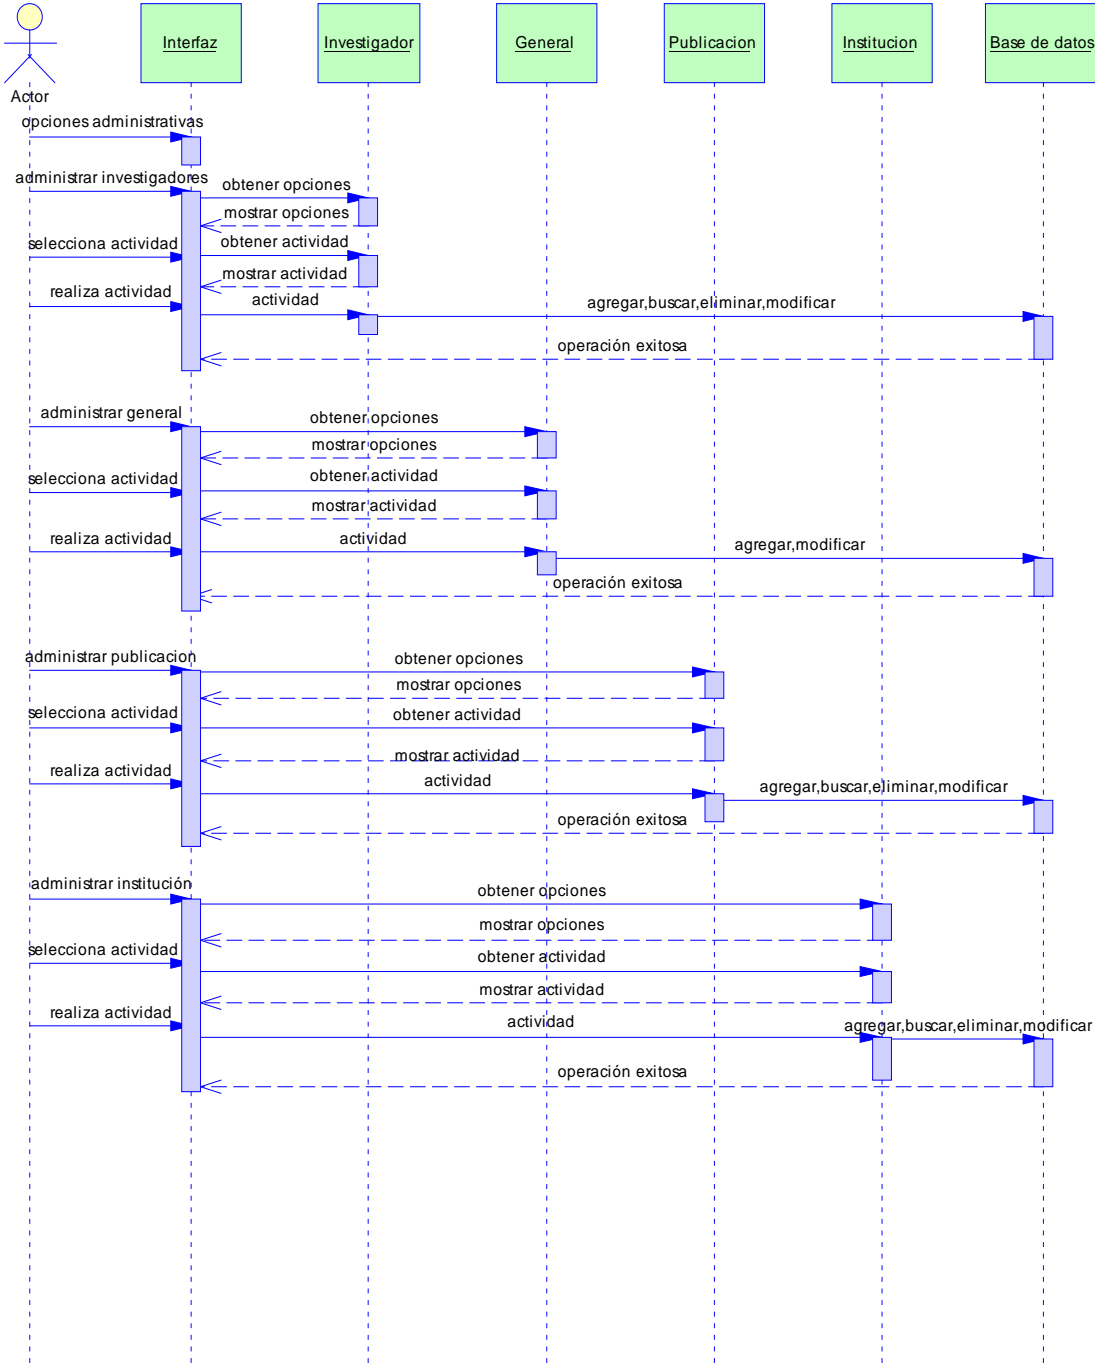 Interfaz
Investigador
General
Publicacion
Institucion
Base de datos
Actor
opciones administrativas
administrar investigadores
obtener opciones
mostrar opciones
selecciona actividad
obtener actividad
mostrar actividad
realiza actividad
actividad
agregar,buscar,eliminar,modificar
operación exitosa
administrar general
obtener opciones
mostrar opciones
selecciona actividad
obtener actividad
mostrar actividad
realiza actividad
actividad
agregar,modificar
operación exitosa
administrar publicacion
obtener opciones
mostrar opciones
selecciona actividad
obtener actividad
mostrar actividad
realiza actividad
actividad
agregar,buscar,eliminar,modificar
operación exitosa
administrar institución
obtener opciones
mostrar opciones
selecciona actividad
obtener actividad
mostrar actividad
realiza actividad
actividad
agregar,buscar,eliminar,modificar
operación exitosa